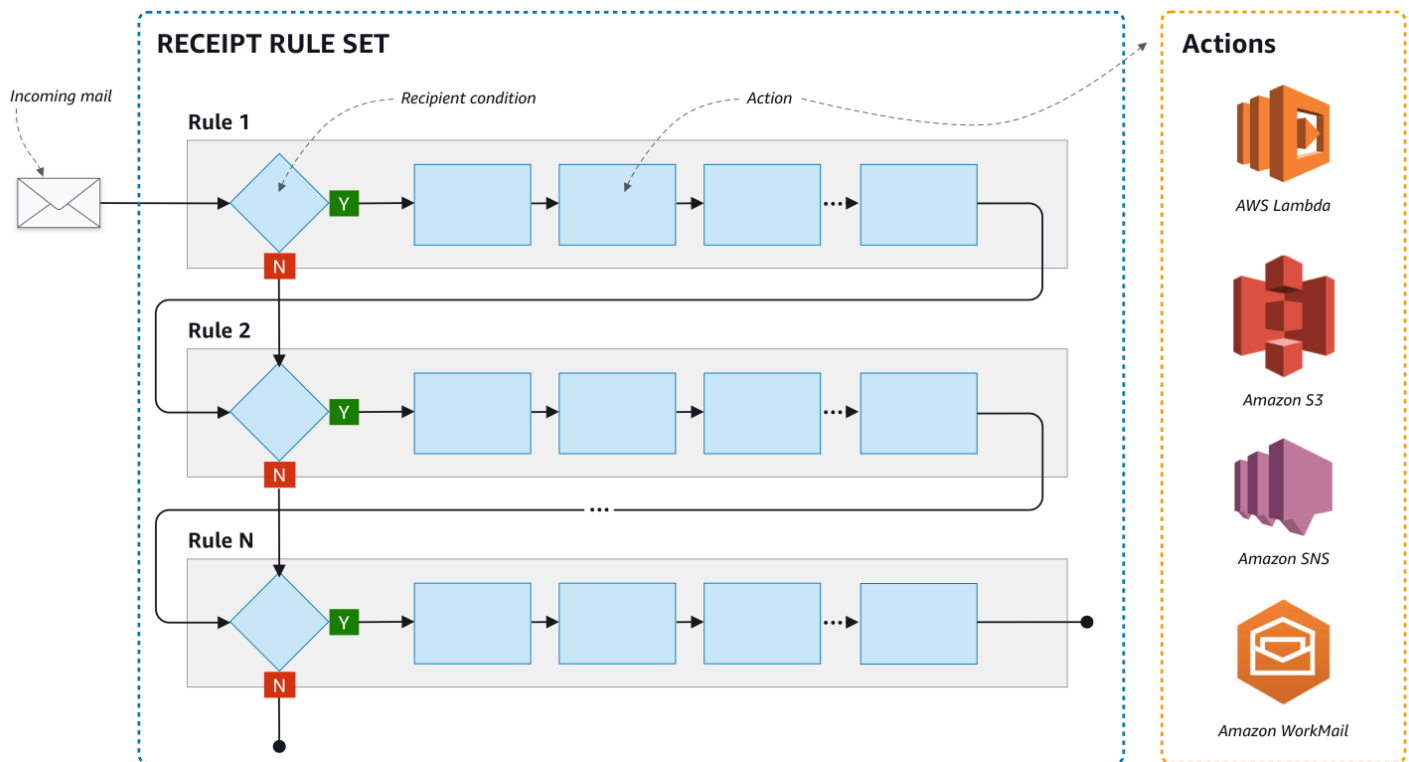 RECEIPT RULE SET
Actions
Incoming mail
Recipient condition
Action
Rule 1
Y
N
AWS Lambda
Rule 2
Y
N
...
Amazon S3
Rule N
Y
N
Amazon SNS
Amazon WorkMail